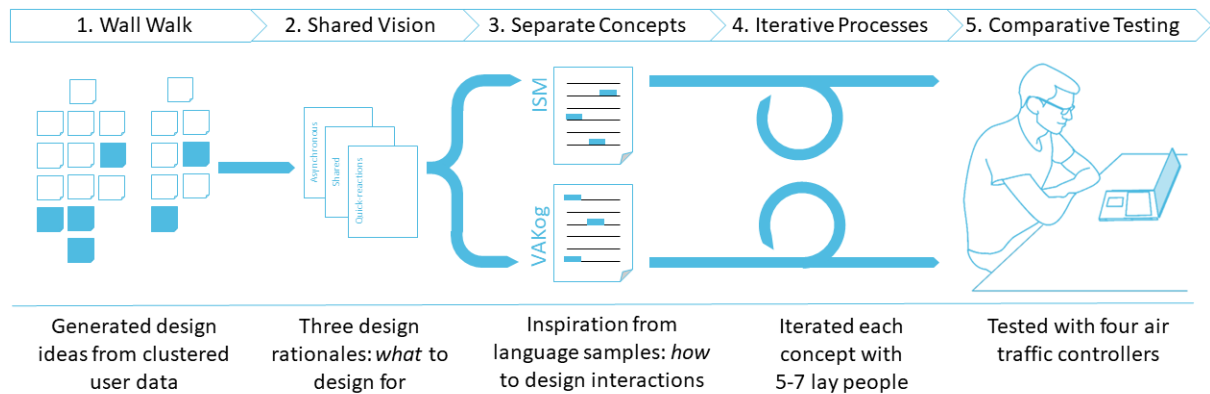 1. Wall Walk
2. Shared Vision
3. Separate Concepts
4. Iterative Processes
5. Comparative Testing
Asynchronous
Shared
Quick-reactions
ISM
VAKog
Generated design
ideas from clustered
user data
Three design
rationales: what to
design for
Inspiration from
language samples: how
to design interactions
Iterated each
concept with
5-7 lay people
Tested with four air
traffic controllers